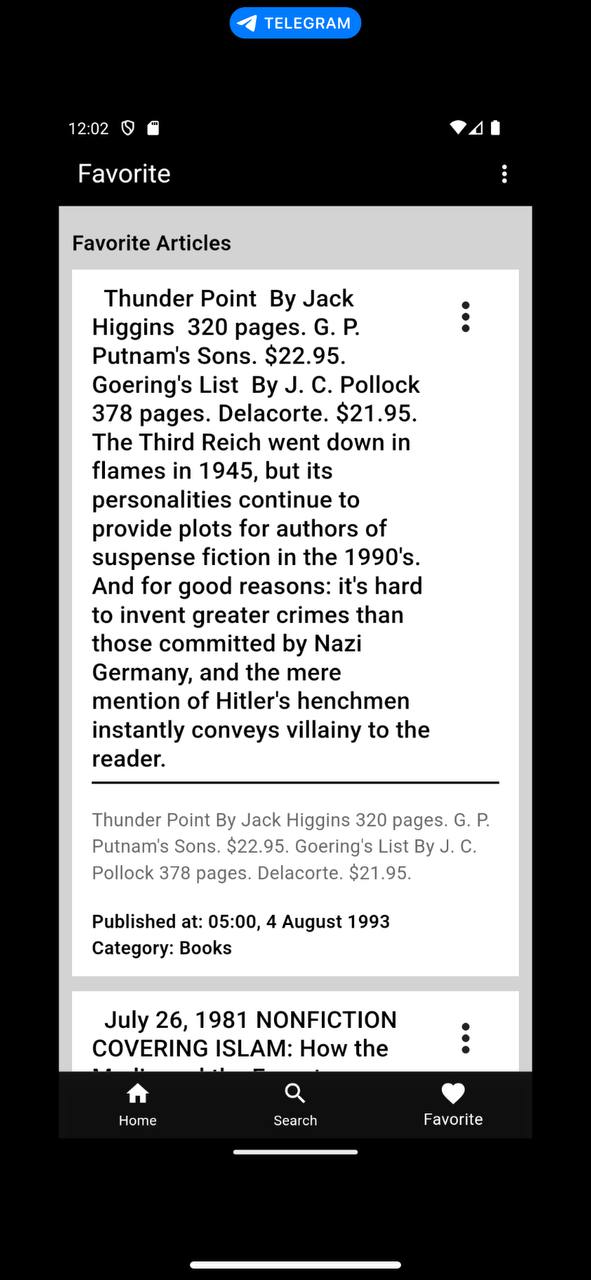 TELEGRAM
12:02
Favorite
Favorite Articles
Thunder Point By Jack
Higgins 320 pages. G. P.
Putnam's Sons. $22.95.
Goering's List By J. C. Pollock
378 pages. Delacorte. $21.95.
The Third Reich went down in
flames in 1945, but its
personalities continue to
provide plots for authors of
suspense fiction in the 1990's.
And for good reasons: it's hard
to invent greater crimes than
those committed by Nazi
Germany, and the mere
mention of Hitler's henchmen
instantly conveys villainy to the
reader.
Thunder Point By Jack Higgins 320 pages. G. P.
Putnam's Sons. $22.95. Goering's List By J. C.
Pollock 378 pages. Delacorte. $21.95.
Published at: 05:00, 4 August 1993
Category: Books
July 26, 1981 NONFICTION
COVERING ISLAM: How the
Home
Search
Favorite